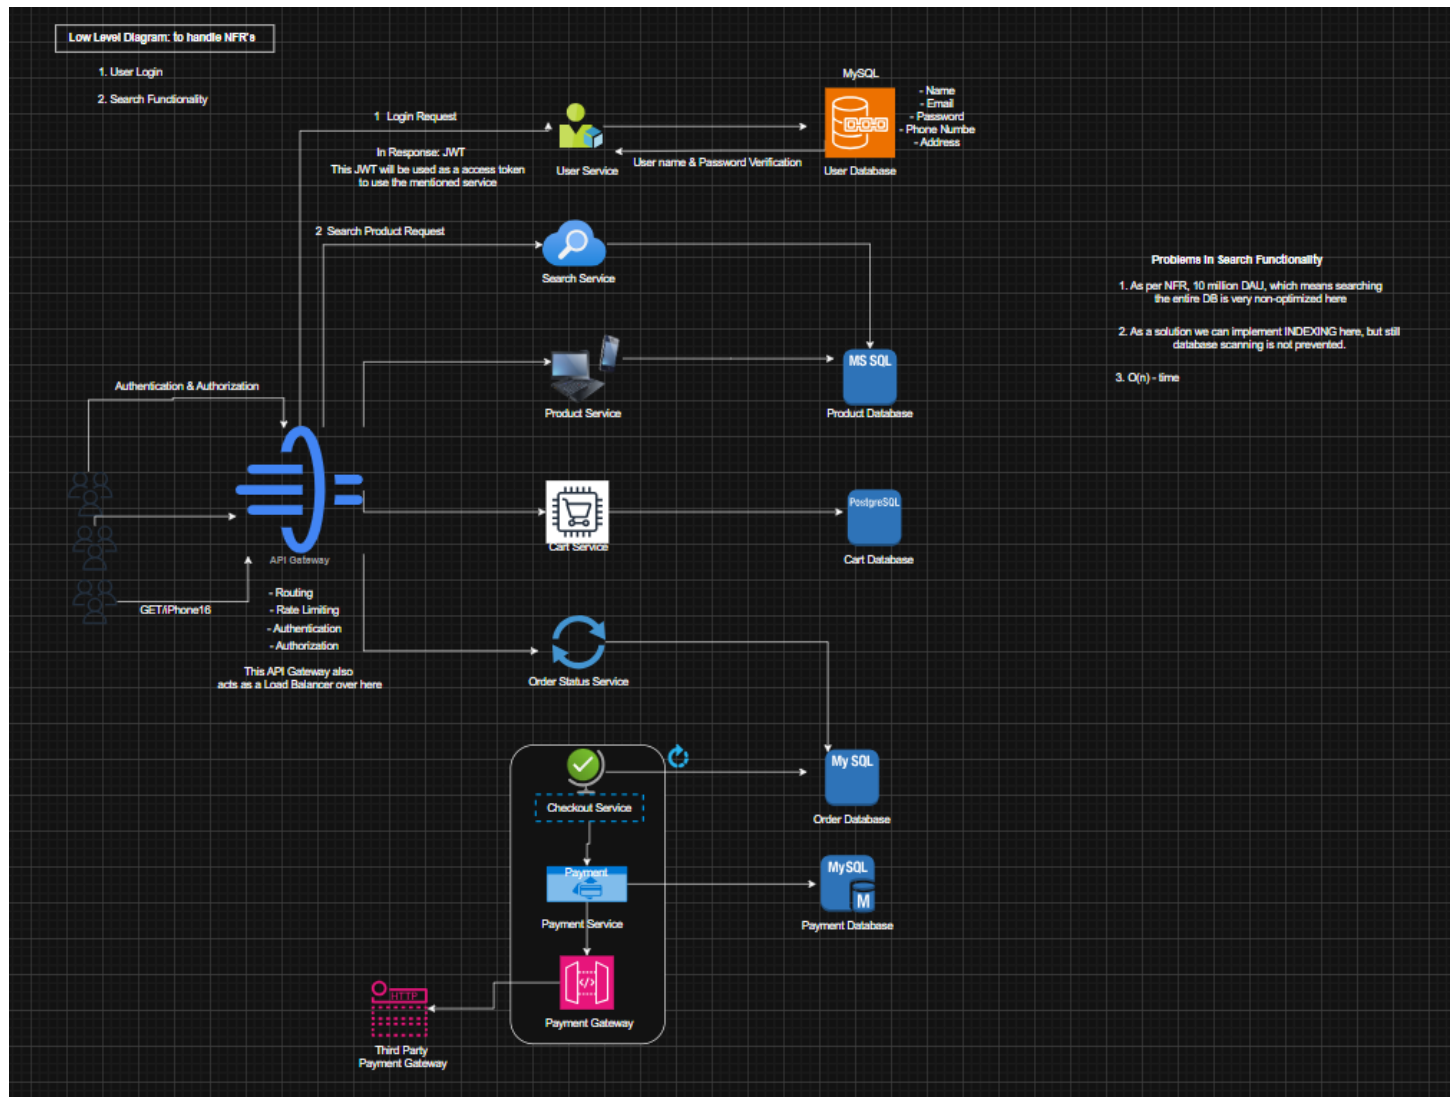 Low Level Diagram: to handle NFR's
1. User Login
2. Search Functionality
1 Login Request
In Response: JWT
This JWT will be used as a access token
to use the mentioned service
User Service
User name & Password Verification
MySQL
- Name
- Email
- Password
- Phone Numbe
- Address
User Database
2 Search Product Request
Search Service
Problems In Search Functionality
1. As per NFR, 10 million DAU, which means searching
the entire DB is very non-optimized here
2. As a solution we can implement INDEXING here, but still
database scanning is not prevented.
3. O(n) - time
Product Service
MS SQL
Product Database
Authentication & Authorization
API Gateway
GET/iPhone16
- Routing
- Rate Limiting
- Authentication
- Authorization
This API Gateway also
acts as a Load Balancer over here
Cart Service
PostgreSQL
Cart Database
Order Status Service
Checkout Service
My SQL
Order Database
Payment
Payment Service
My SQL
M
Payment Database
Payment Gateway
HTTP
Third Party
Payment Gateway